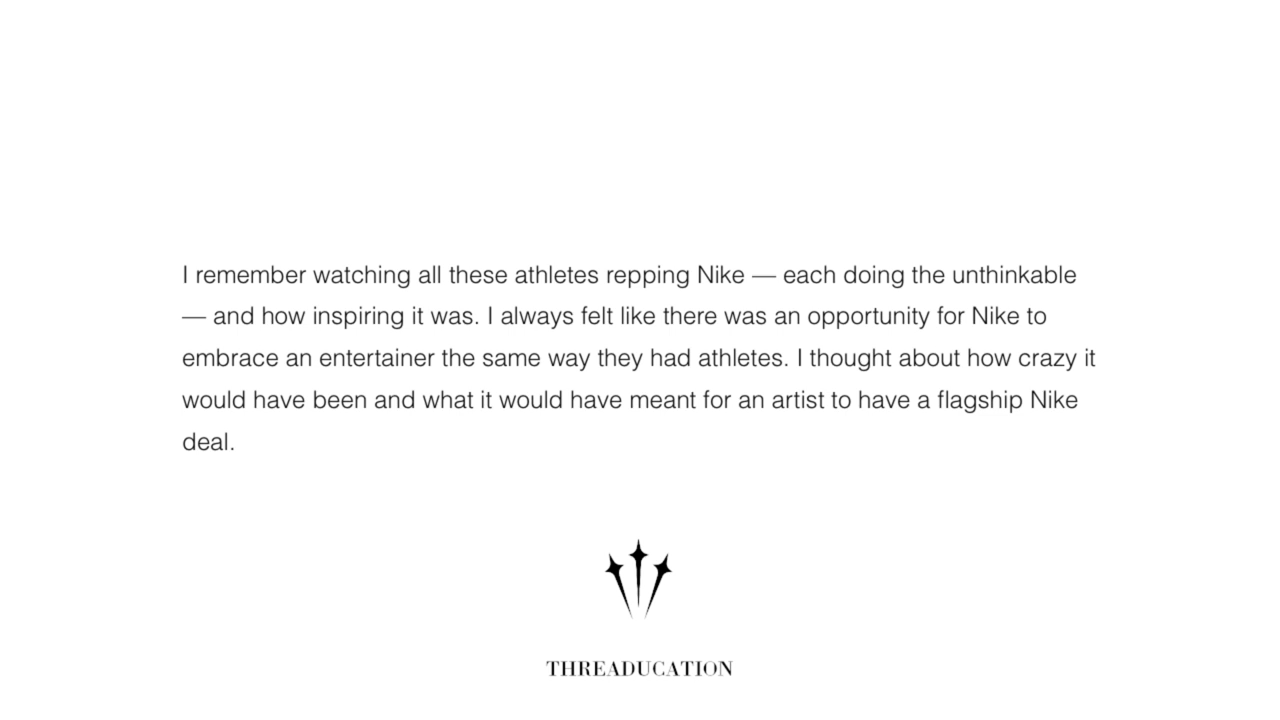 I remember watching all these athletes repping Nike — each doing the unthinkable
— and how inspiring it was. I always felt like there was an opportunity for Nike to
embrace an entertainer the same way they had athletes. I thought about how crazy it
would have been and what it would have meant for an artist to have a flagship Nike
deal.
THREADUCATION